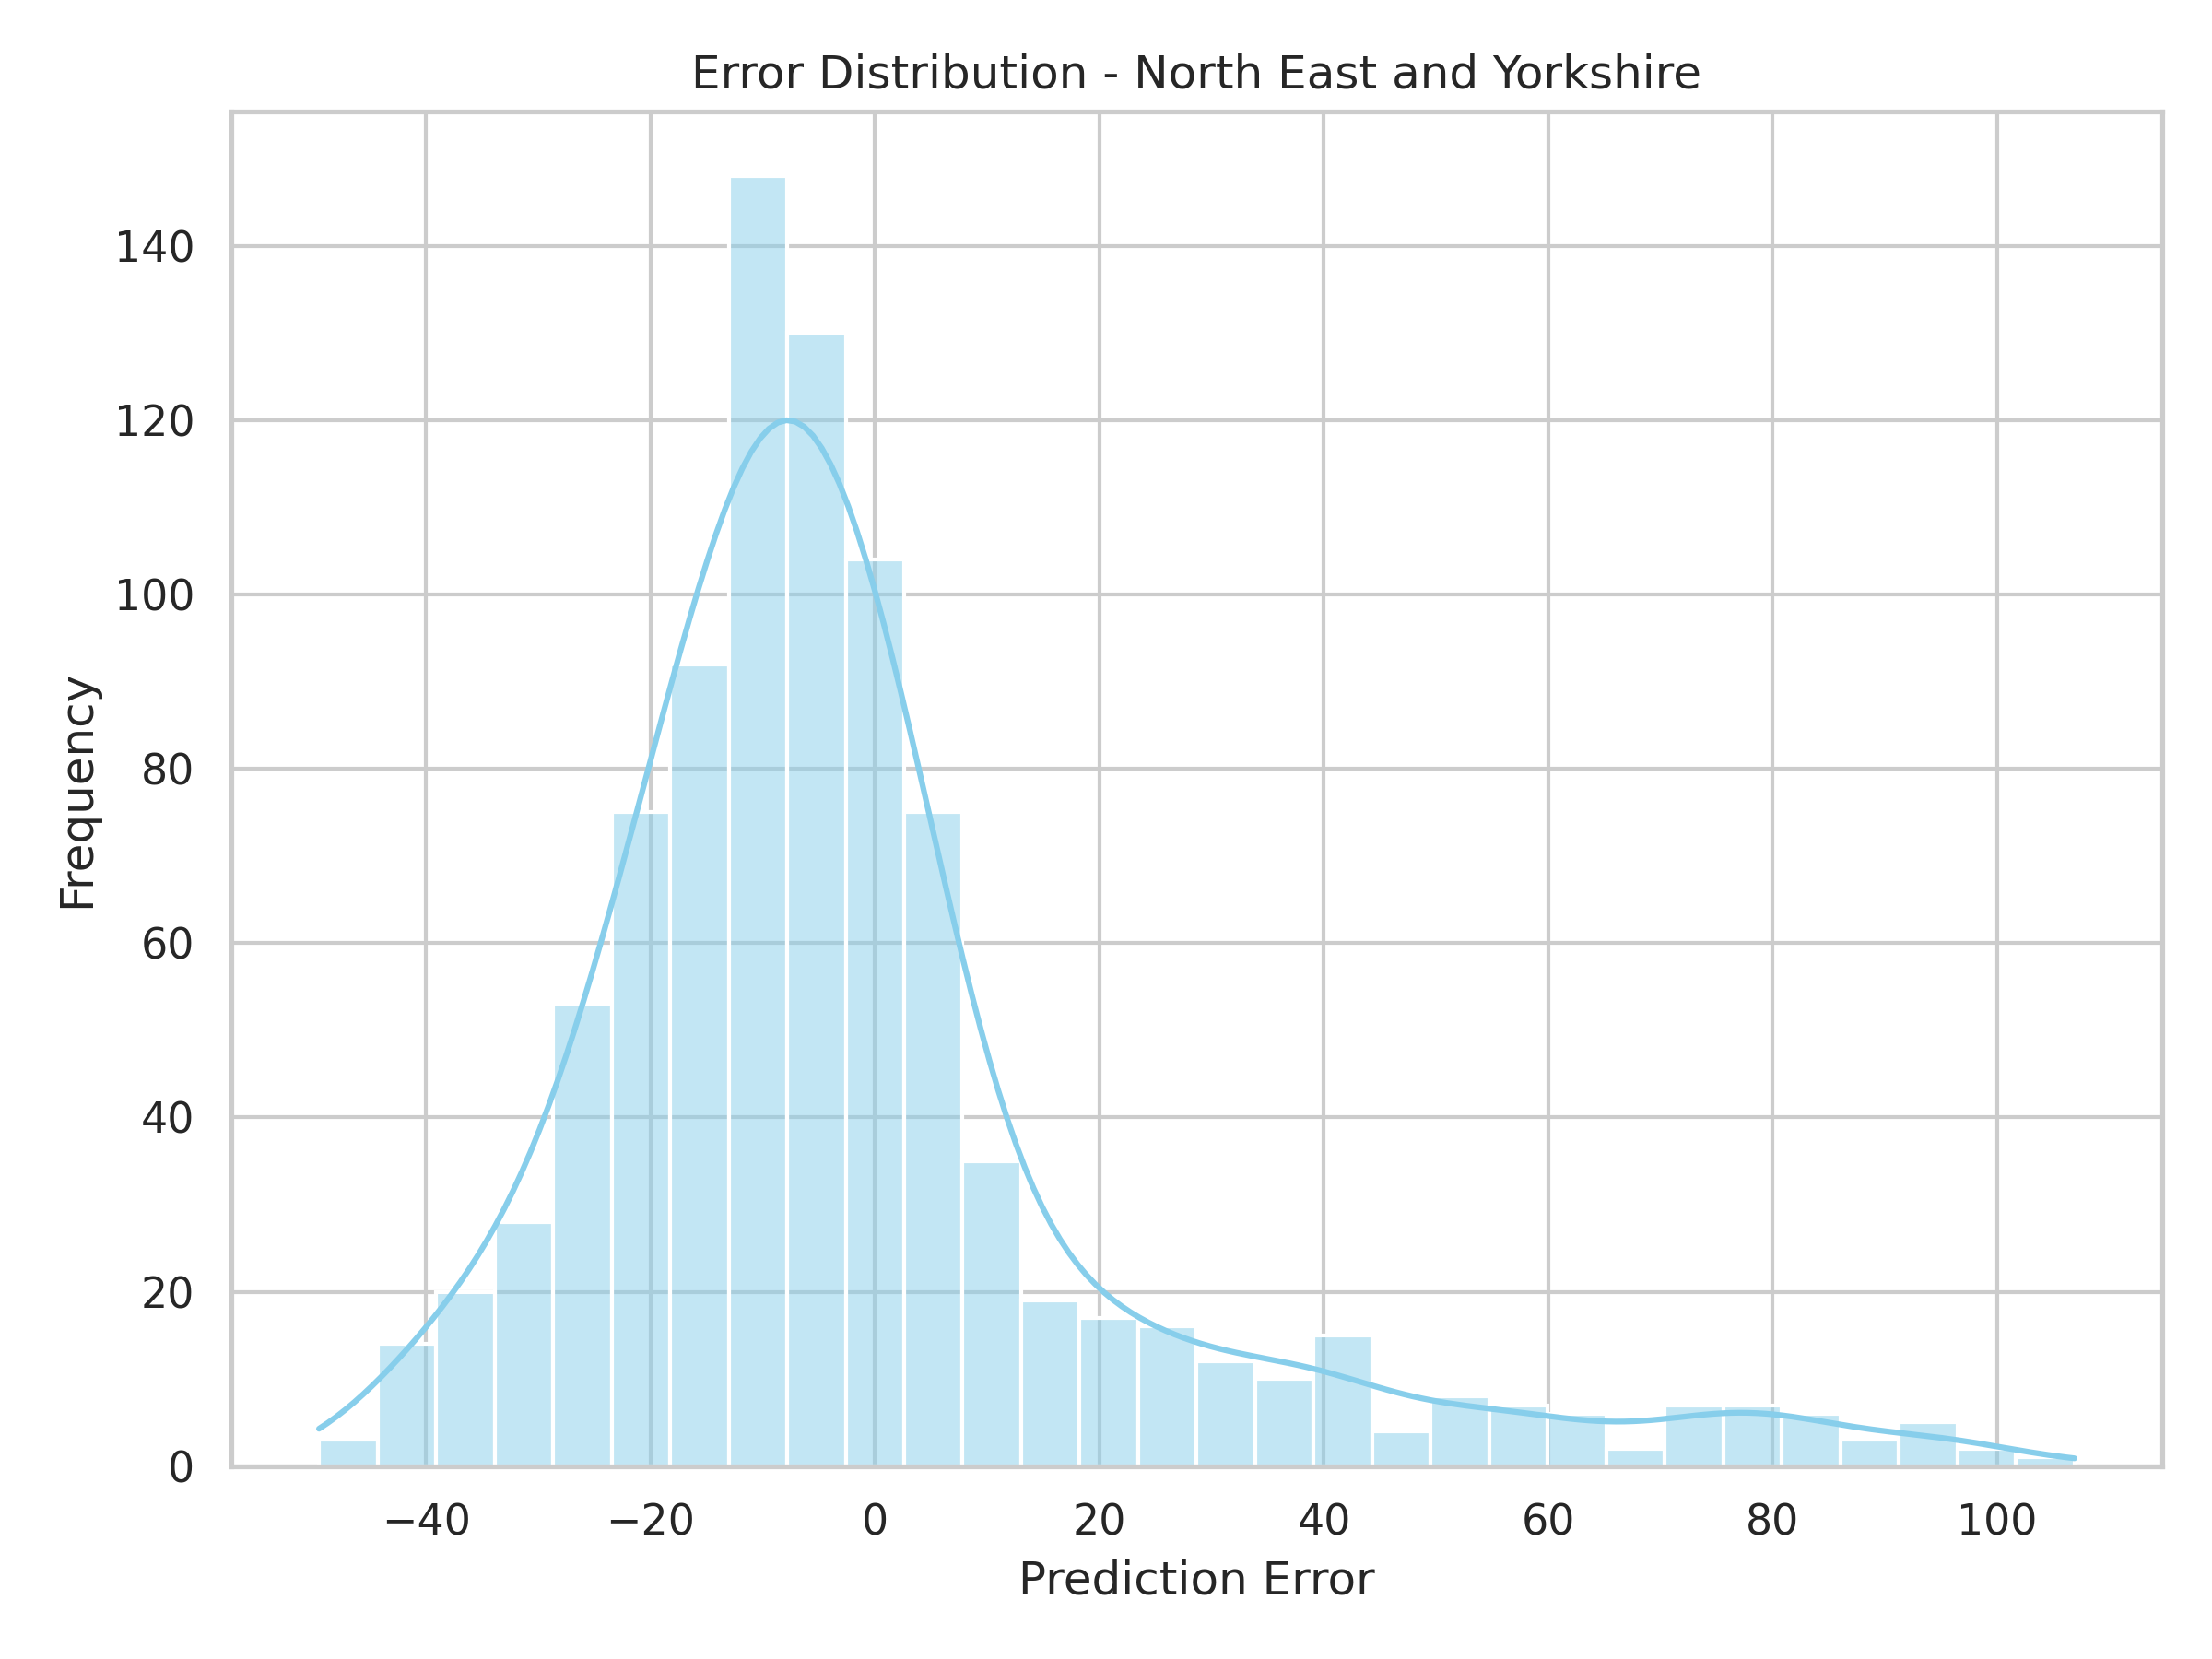 Error Distribution - North East and Yorkshire
140
120
100
80
60
40
20
0
Frequency
−40 −20 0 20 40 60 80 100
Prediction Error